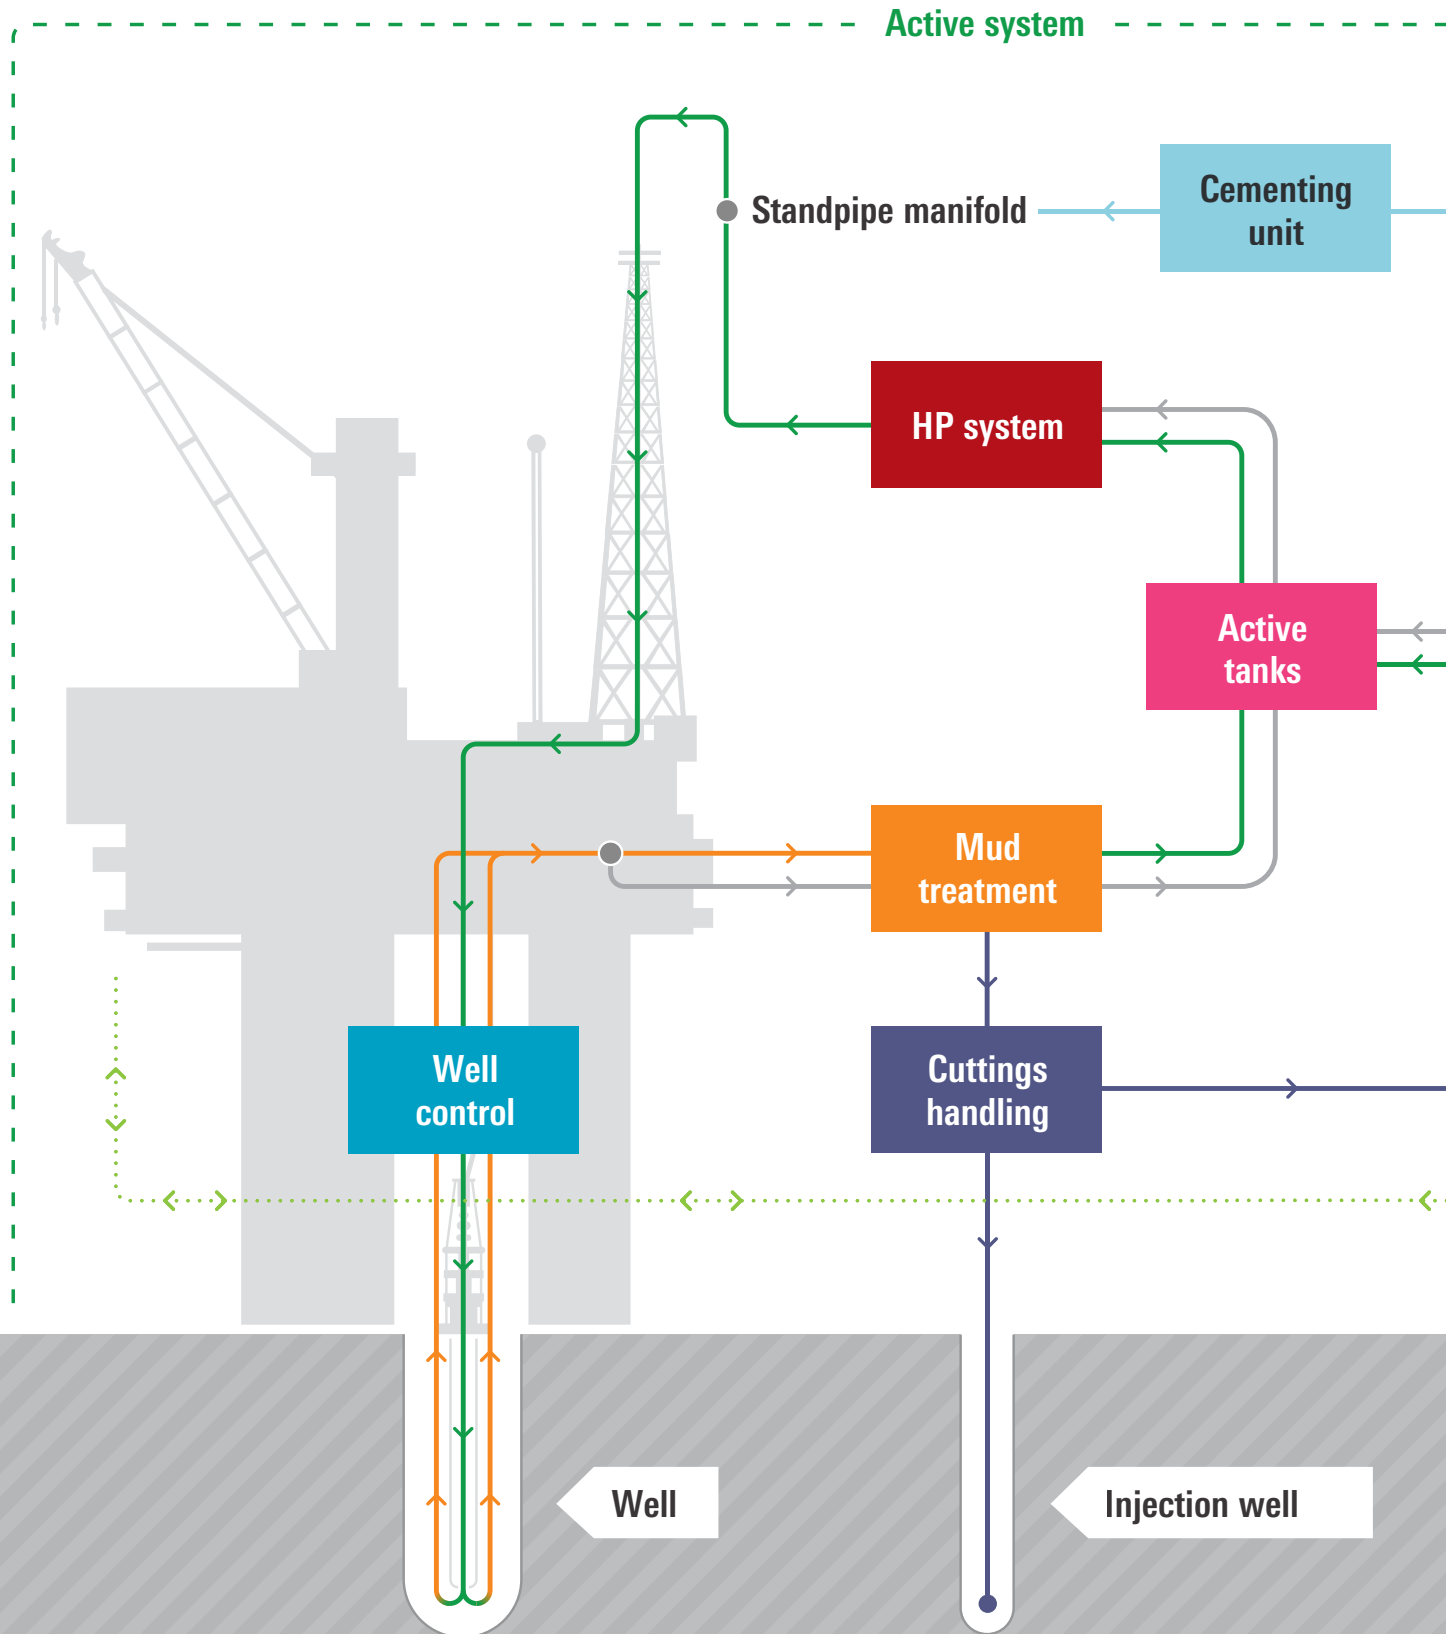 Active system
Standpipe manifold
Cementing
unit
HP system
Active
tanks
Mud
treatment
Well
control
Cuttings
handling
Well
Injection well